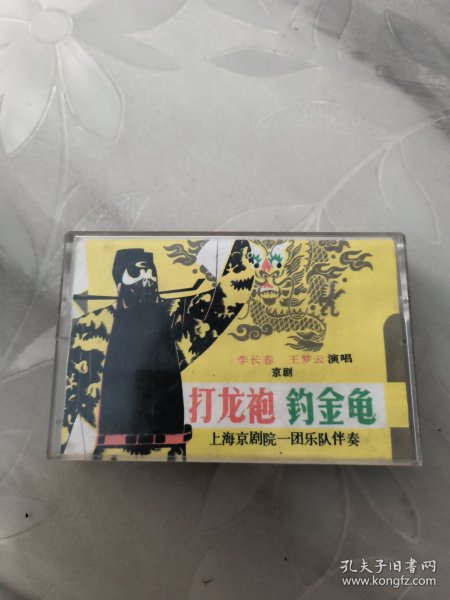 李长春 王梦云 演唱
京剧
打龙袍 钓金龟
上海京剧院一团乐队伴奏
孔夫子旧书网
www.kongfz.com